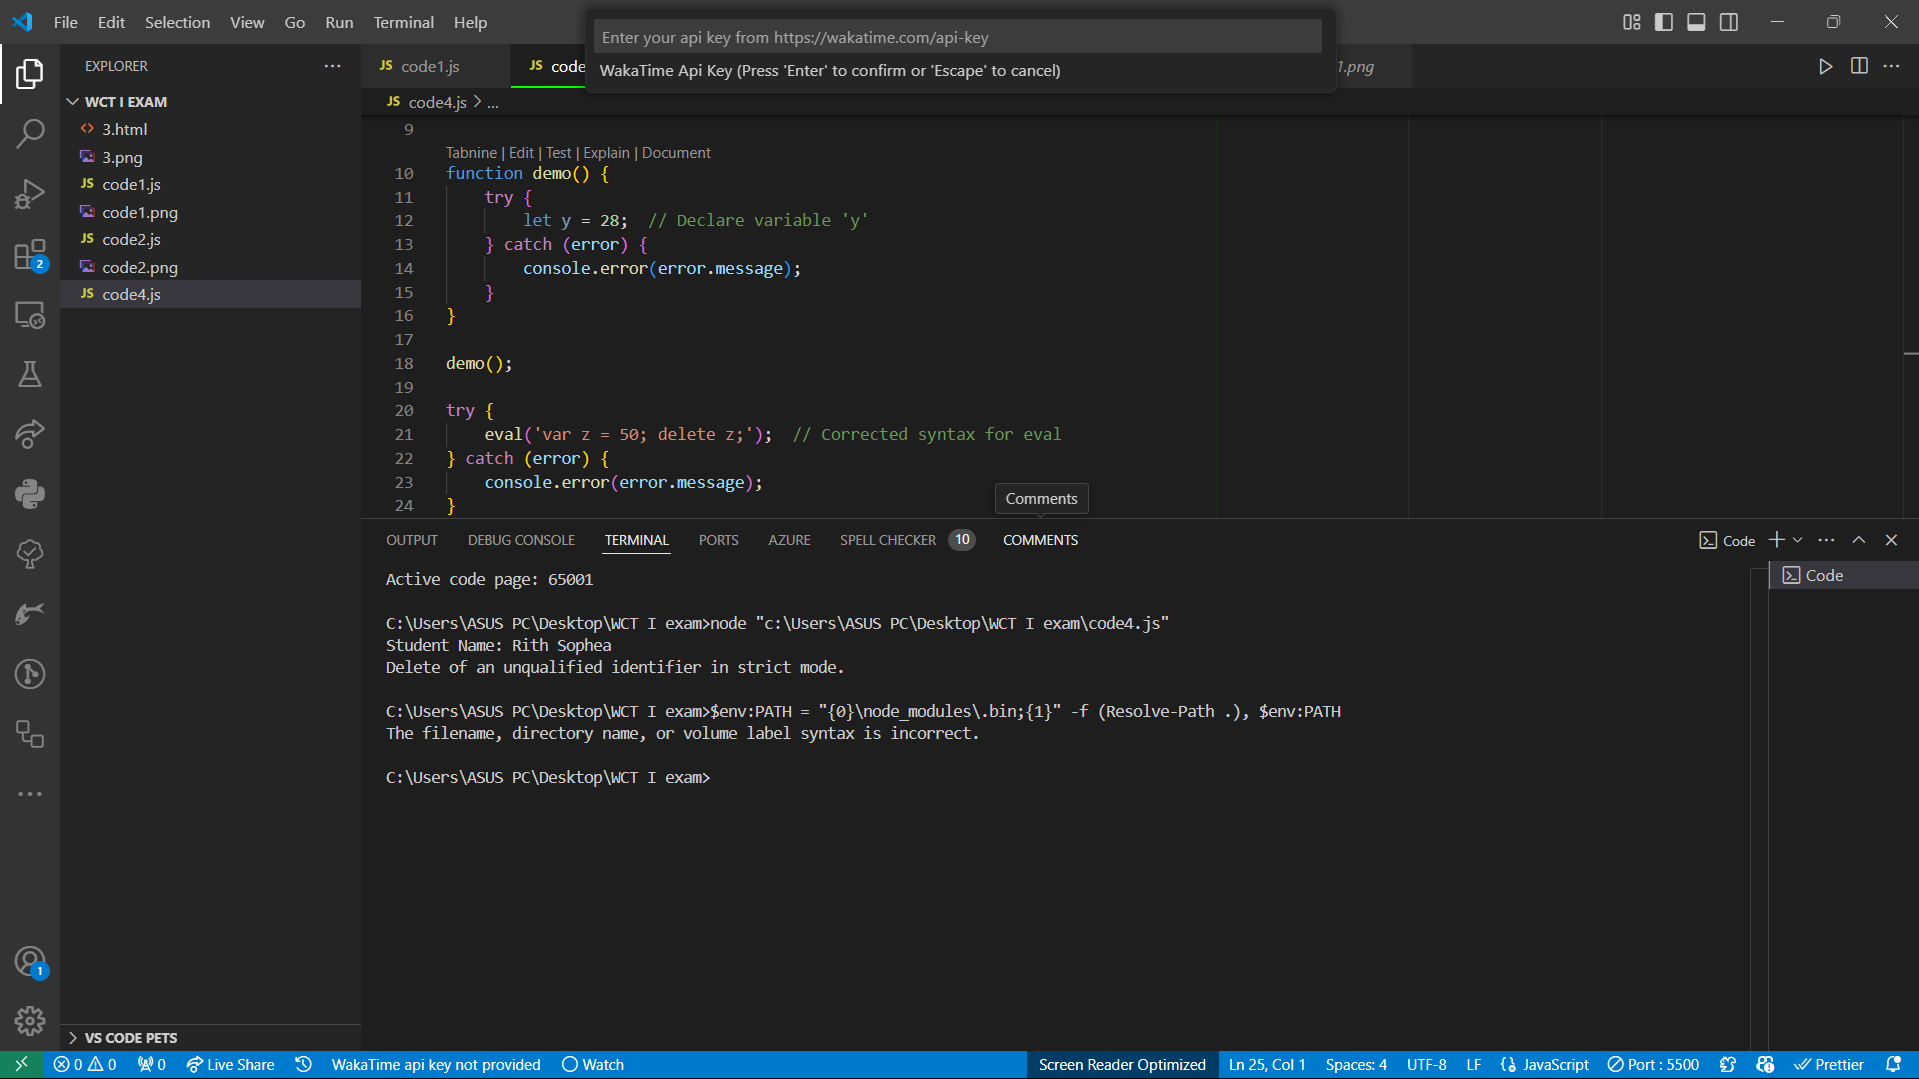 File Edit Selection View Go Run Terminal Help
Enter your api key from https://wakatime.com/api-key
WakaTime Api Key (Press 'Enter' to confirm or 'Escape' to cancel)
EXPLORER
WCT I EXAM
3.html
3.png
JS code1.js
code1.png
JS code2.js
code2.png
JS code4.js
VS CODE PETS
2
1
JS code1.js
JS code
1.png
JS code4.js > ...
9
Tabnine | Edit | Test | Explain | Document
10 function demo() {
11 try {
12 let y = 28; // Declare variable 'y'
13 } catch (error) {
14 console.error(error.message);
15 }
16 }
17
18 demo();
19
20 try {
21 eval('var z = 50; delete z;'); // Corrected syntax for eval
22 } catch (error) {
23 console.error(error.message);
24 }
Comments
OUTPUT DEBUG CONSOLE TERMINAL PORTS AZURE SPELL CHECKER 10 COMMENTS
Code
Code
Active code page: 65001
C:\Users\ASUS PC\Desktop\WCT I exam>node "c:\Users\ASUS PC\Desktop\WCT I exam\code4.js"
Student Name: Rith Sophea
Delete of an unqualified identifier in strict mode.
C:\Users\ASUS PC\Desktop\WCT I exam>$env:PATH = "{0}\node_modules\.bin;{1}" -f (Resolve-Path .), $env:PATH
The filename, directory name, or volume label syntax is incorrect.
C:\Users\ASUS PC\Desktop\WCT I exam>
0 0 0 Live Share WakaTime api key not provided Watch Screen Reader Optimized Ln 25, Col 1 Spaces: 4 UTF-8 LF {} JavaScript Port : 5500 Prettier